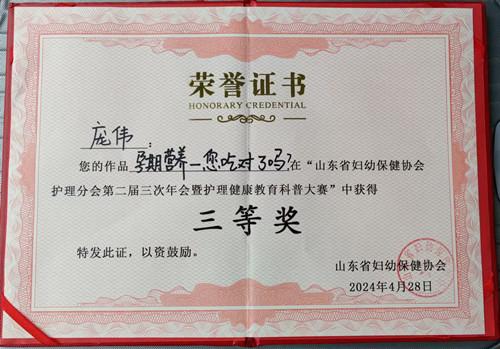 荣誉证书
HONORARY CREDENTIAL
庞伟：
您的作品孕期营养—您吃对了吗？在“山东省妇幼保健协会
护理分会第二届三次年会暨护理健康教育科普大赛”中获得
三等奖
特发此证，以资鼓励。
山东省妇幼保健协会
2024年4月28日